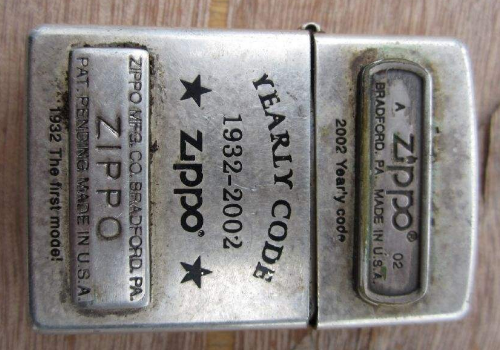 A zippo® 02
BRADFORD, PA. MADE IN U.S.A.
2002 Yearly code
YEARLY CODE
1932-2002
★ zippo® ★
ZIPPO MFG. CO. BRADFORD, PA.
ZIPPO
PAT. PENDING MADE IN U.S.A.
1932 The first model.